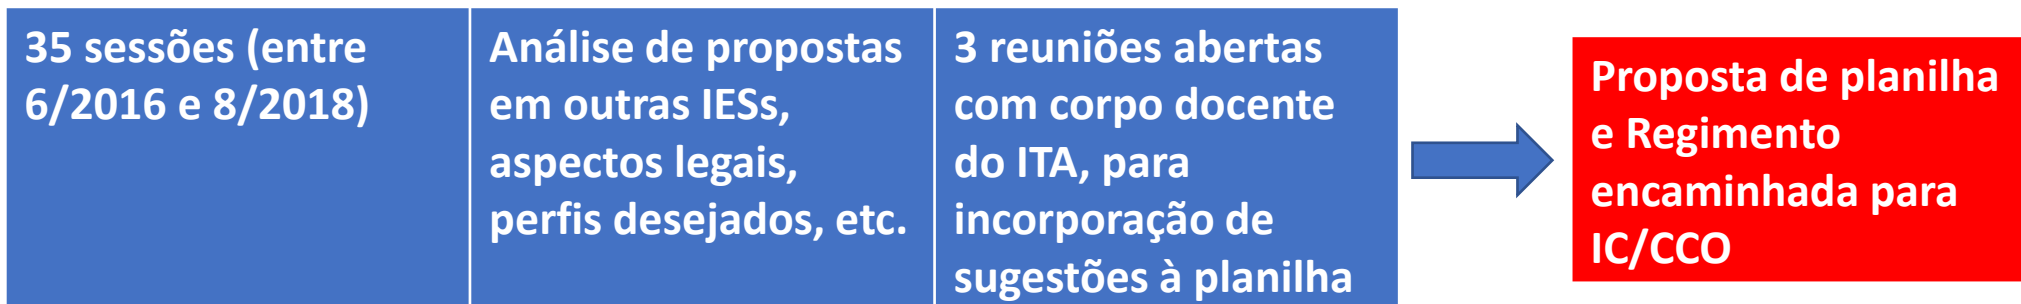 35 sessões (entre
6/2016 e 8/2018)
Análise de propostas
em outras IESs,
aspectos legais,
perfis desejados, etc.
3 reuniões abertas
com corpo docente
do ITA, para
incorporação de
sugestões à planilha
Proposta de planilha
e Regimento
encaminhada para
IC/CCO